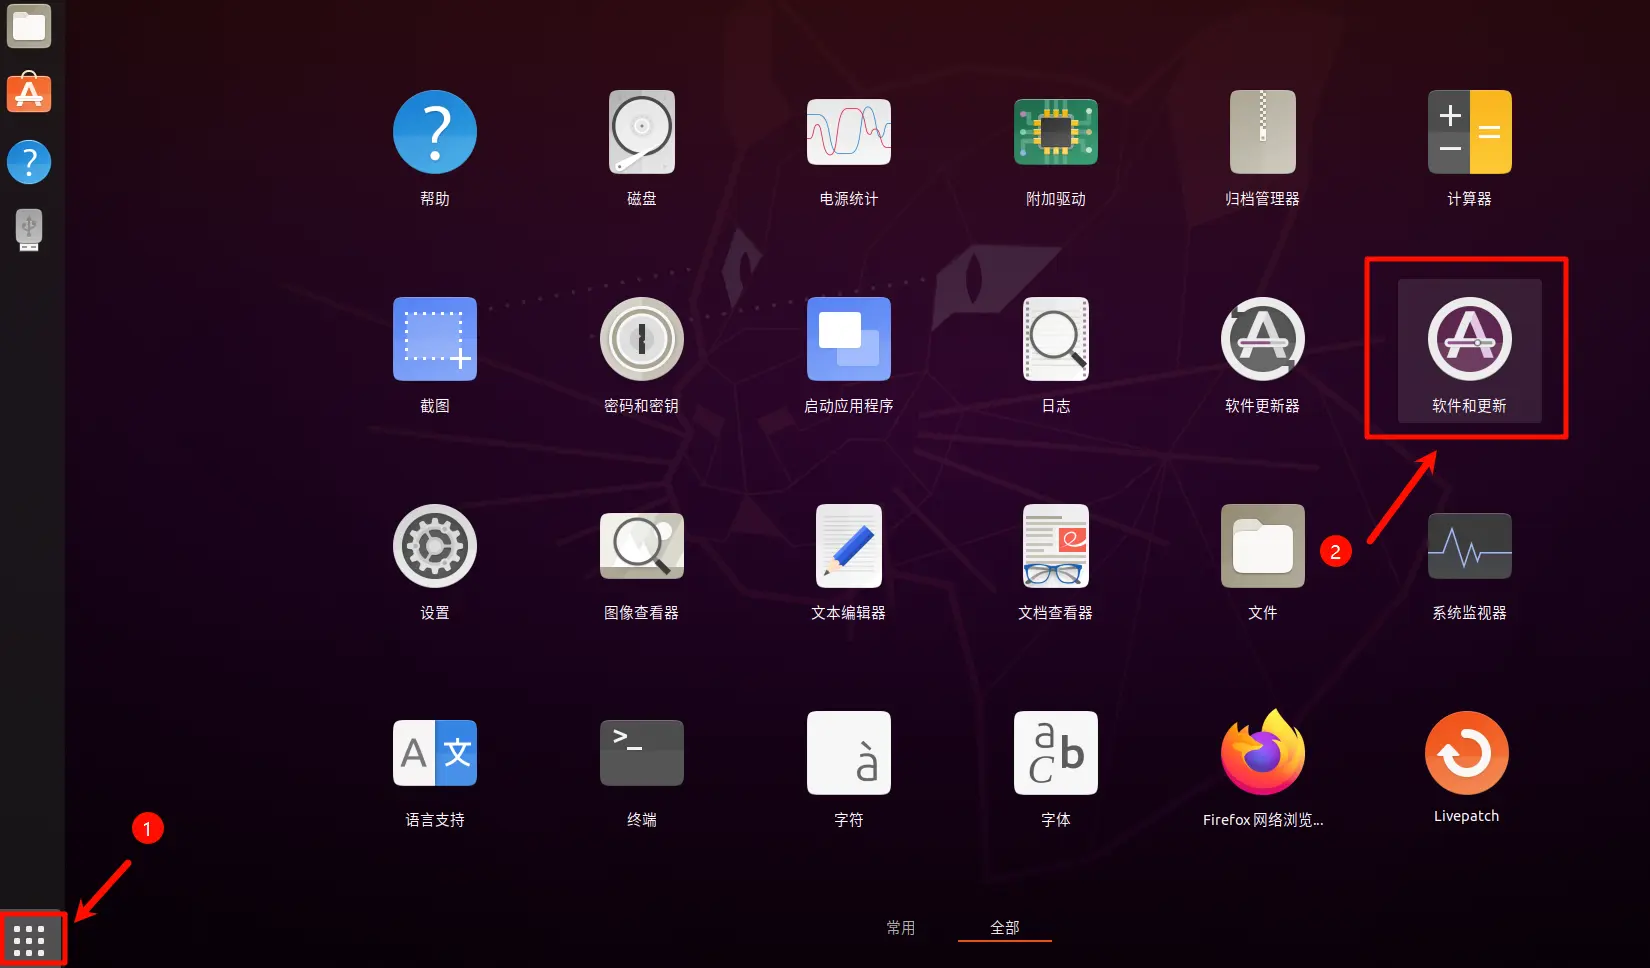 帮助
磁盘
电源统计
附加驱动
归档管理器
计算器
截图
密码和密钥
启动应用程序
日志
软件更新器
软件和更新
2
设置
图像查看器
文本编辑器
文档查看器
文件
系统监视器
语言支持
终端
字符
字体
Firefox 网络浏览...
Livepatch
1
常用
全部